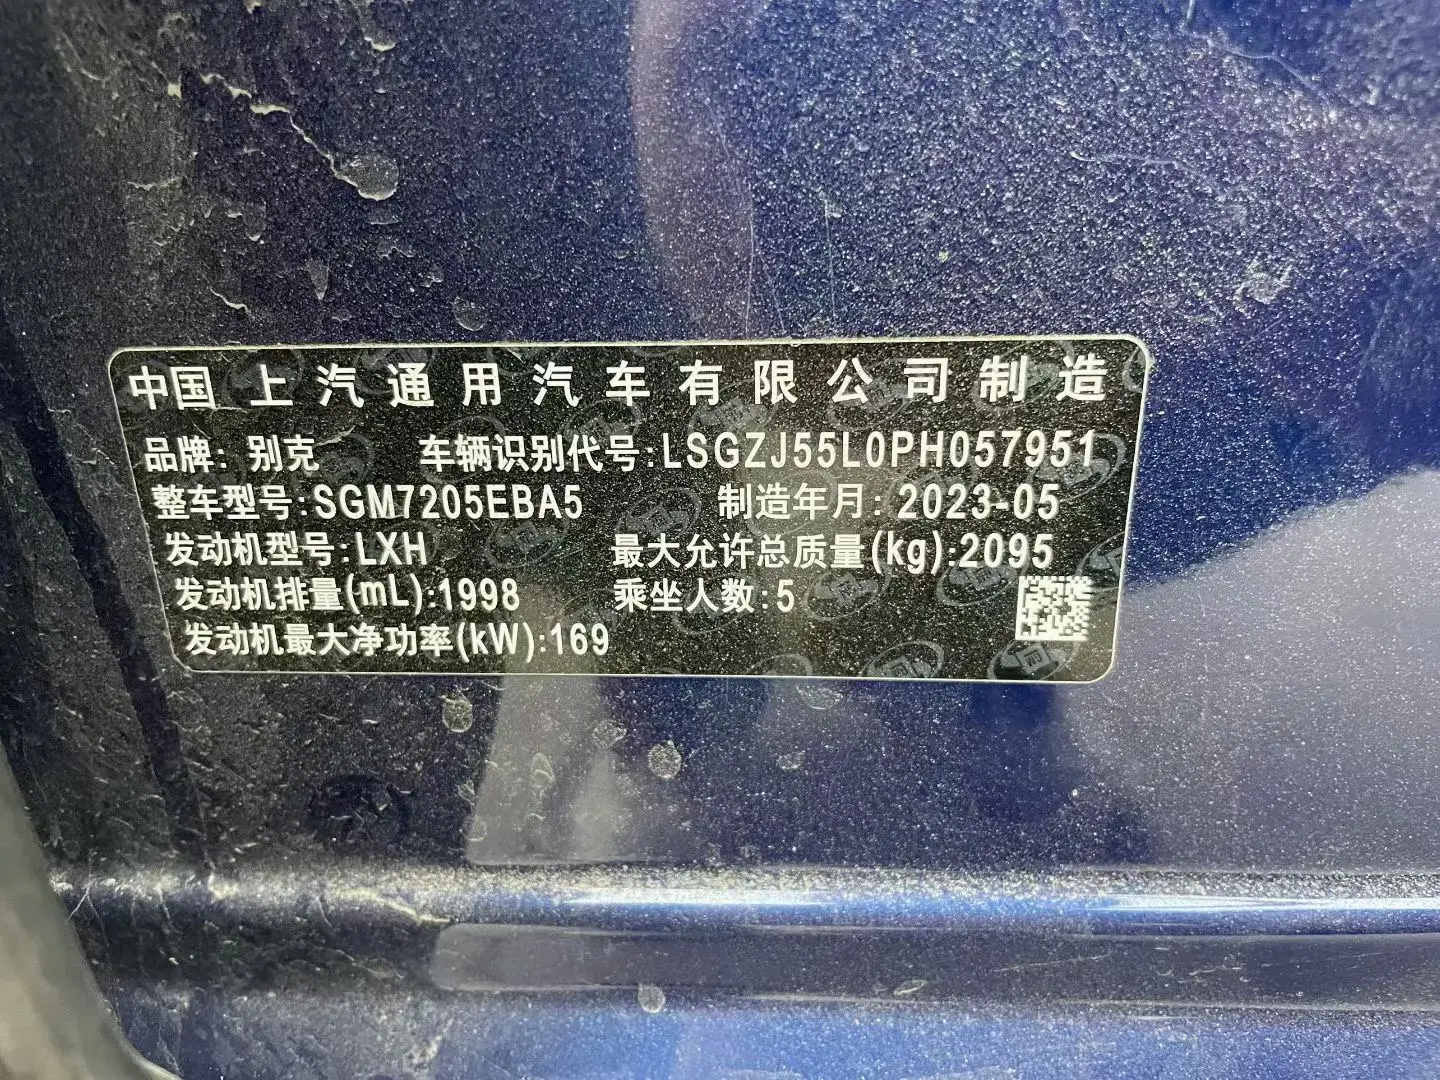 中国上汽通用汽车有限公司制造
品牌: 别克 车辆识别代号:LSGZJ55L0PH057951
整车型号:SGM7205EBA5 制造年月: 2023-05
发动机型号:LXH 最大允许总质量(kg):2095
发动机排量(mL):1998 乘坐人数:5
发动机最大净功率(kW):169